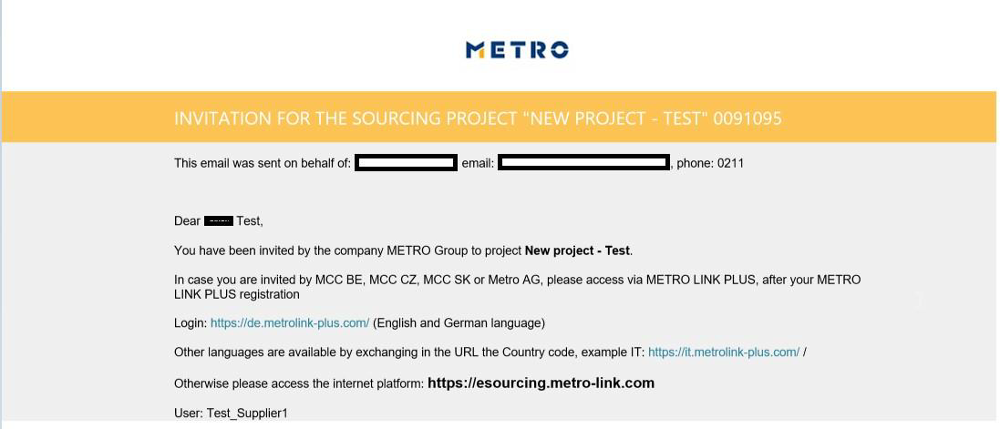 METRO
INVITATION FOR THE SOURCING PROJECT "NEW PROJECT - TEST" 0091095
This email was sent on behalf of: email: , phone: 0211
Dear Test,
You have been invited by the company METRO Group to project New project - Test.
In case you are invited by MCC BE, MCC CZ, MCC SK or Metro AG, please access via METRO LINK PLUS, after your METRO
LINK PLUS registration
Login: https://de.metrolink-plus.com/ (English and German language)
Other languages are available by exchanging in the URL the Country code, example IT: https://it.metrolink-plus.com/ /
Otherwise please access the internet platform: https://esourcing.metro-link.com
User: Test_Supplier1